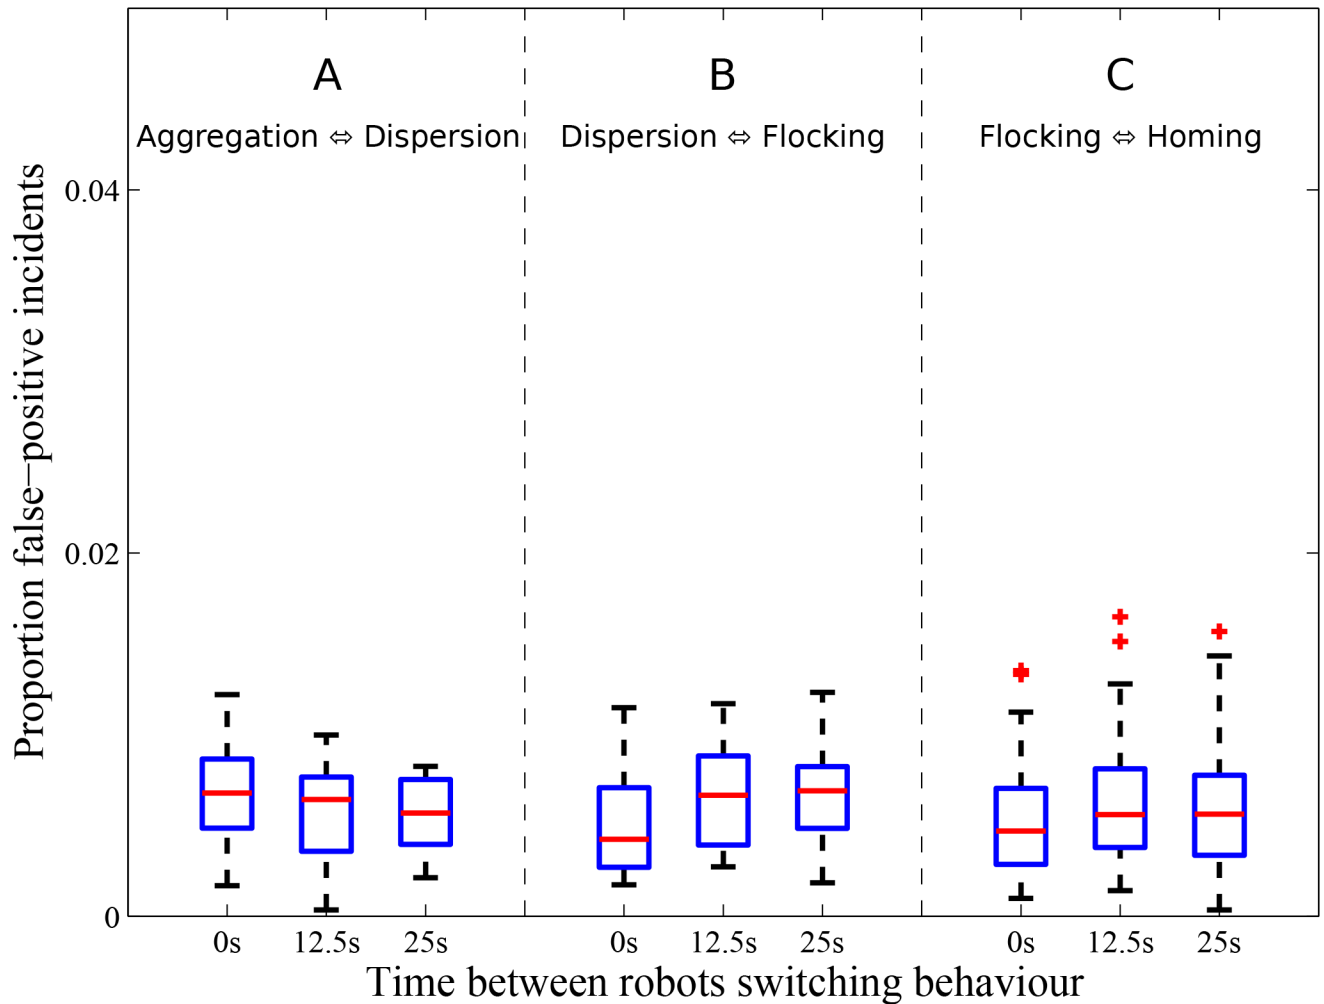 A
B
C
Aggregation ⇔ Dispersion
Dispersion ⇔ Flocking
Flocking ⇔ Homing
Proportion false–positive incidents
0.04
0.02
0
0s
12.5s
25s
0s
12.5s
25s
0s
12.5s
25s
Time between robots switching behaviour